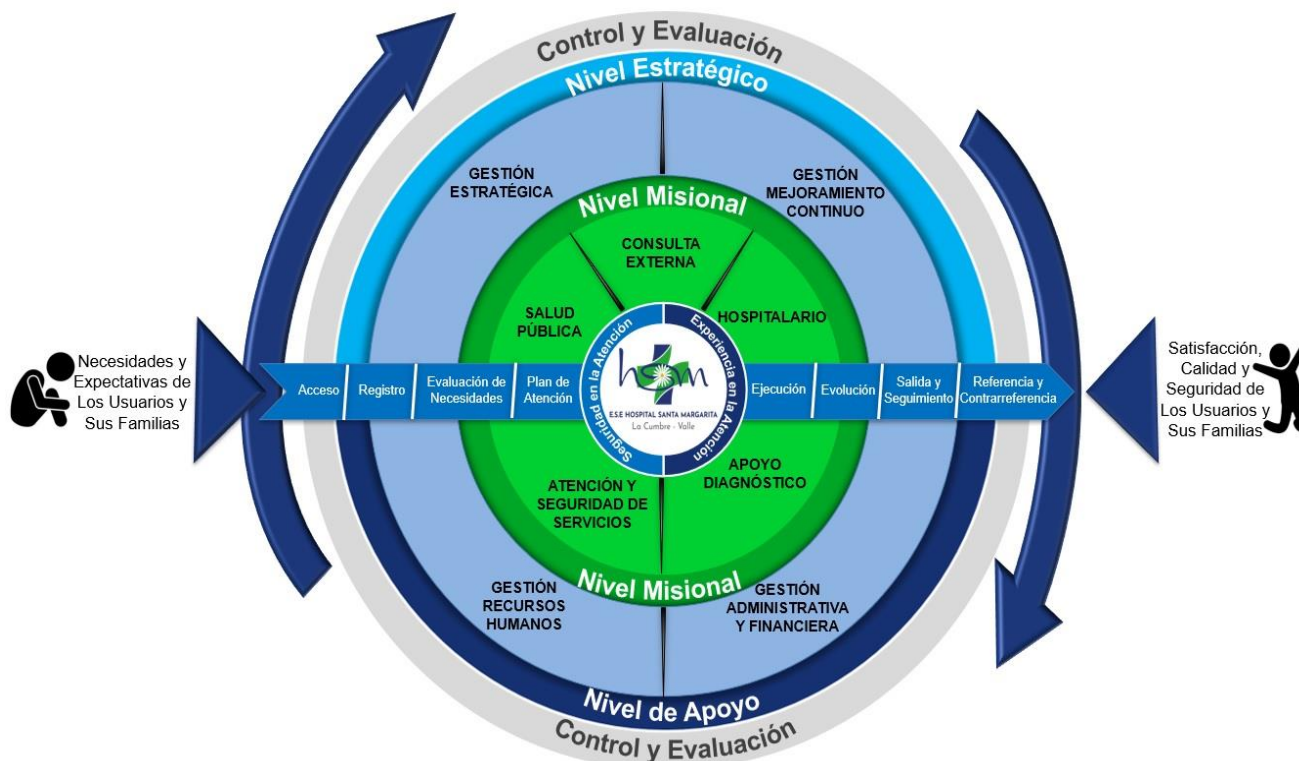 Control y Evaluación
Nivel Estratégico
GESTIÓN
ESTRATÉGICA
GESTIÓN
MEJORAMIENTO
CONTINUO
Nivel Misional
CONSULTA
EXTERNA
SALUD
PÚBLICA
HOSPITALARIO
Necesidades y
Expectativas de
Los Usuarios y
Sus Familias
Acceso
Registro
Evaluación de
Necesidades
Plan de
Atención
Seguridad en la Atención
hsm
E.S.E HOSPITAL SANTA MARGARITA
La Cumbre - Valle
Experiencia en la Atención
Ejecución
Evolución
Salida y
Seguimiento
Referencia y
Contrarreferencia
Satisfacción,
Calidad y
Seguridad de
Los Usuarios y
Sus Familias
ATENCIÓN Y
SEGURIDAD DE
SERVICIOS
APOYO
DIAGNÓSTICO
Nivel Misional
GESTIÓN
RECURSOS
HUMANOS
GESTIÓN
ADMINISTRATIVA
Y FINANCIERA
Nivel de Apoyo
Control y Evaluación